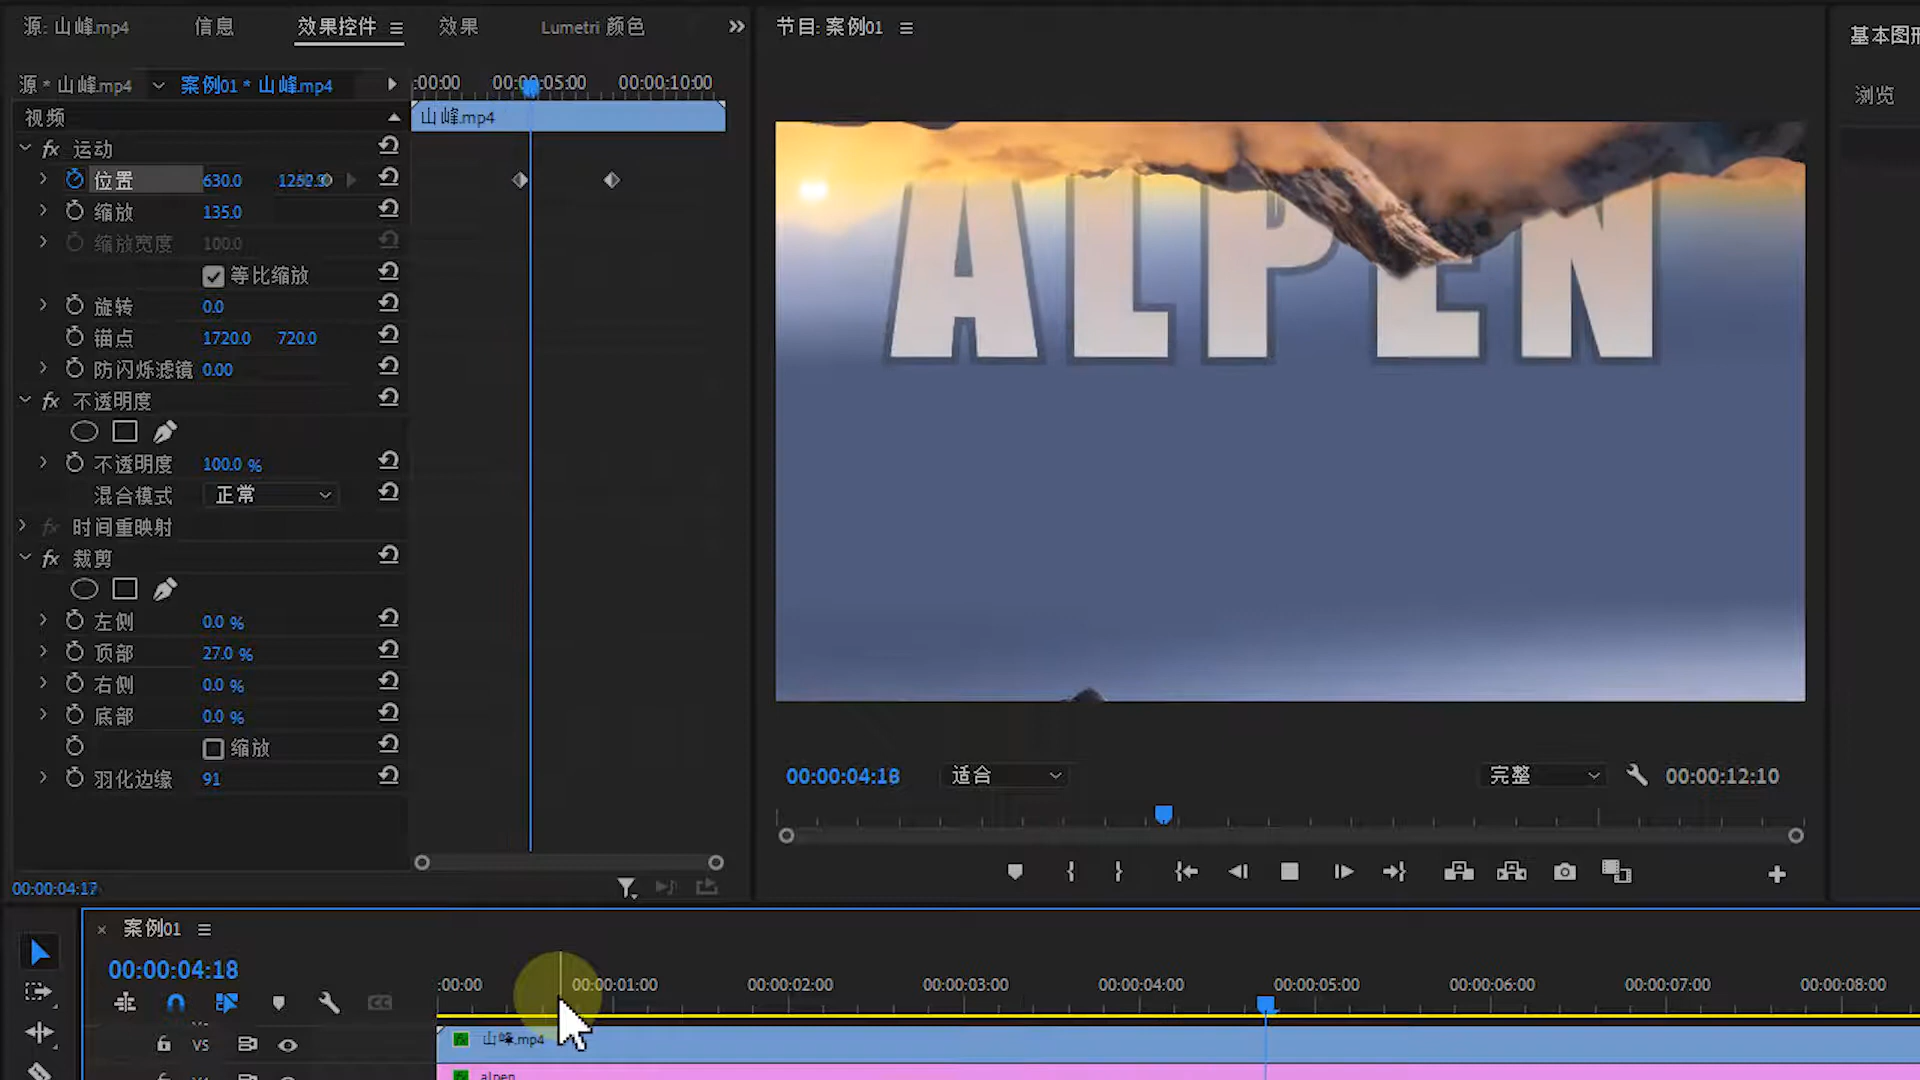 源: 山峰.mp4
信息
效果控件
效果
Lumetri 颜色
源 * 山峰.mp4
案例01 * 山峰.mp4
:00:00
00:00:05:00
00:00:10:00
视频
山峰.mp4
fx 运动
位置 630.0
缩放 135.0
缩放宽度 100.0
等比缩放
旋转 0.0
锚点 1720.0 720.0
防闪烁滤镜 0.00
fx 不透明度
不透明度 100.0 %
混合模式 正常
fx 时间重映射
fx 裁剪
左侧 0.0 %
顶部 27.0 %
右侧 0.0 %
底部 0.0 %
缩放
羽化边缘 91
00:00:04:17
节目: 案例01
ALPEN
00:00:04:18
适合
完整
00:00:12:10
基本图形
浏览
× 案例01
00:00:04:18
:00:00
00:00:01:00
00:00:02:00
00:00:03:00
00:00:04:00
00:00:05:00
00:00:06:00
00:00:07:00
00:00:08:00
CC
V5
fx 山峰.mp4
alpen